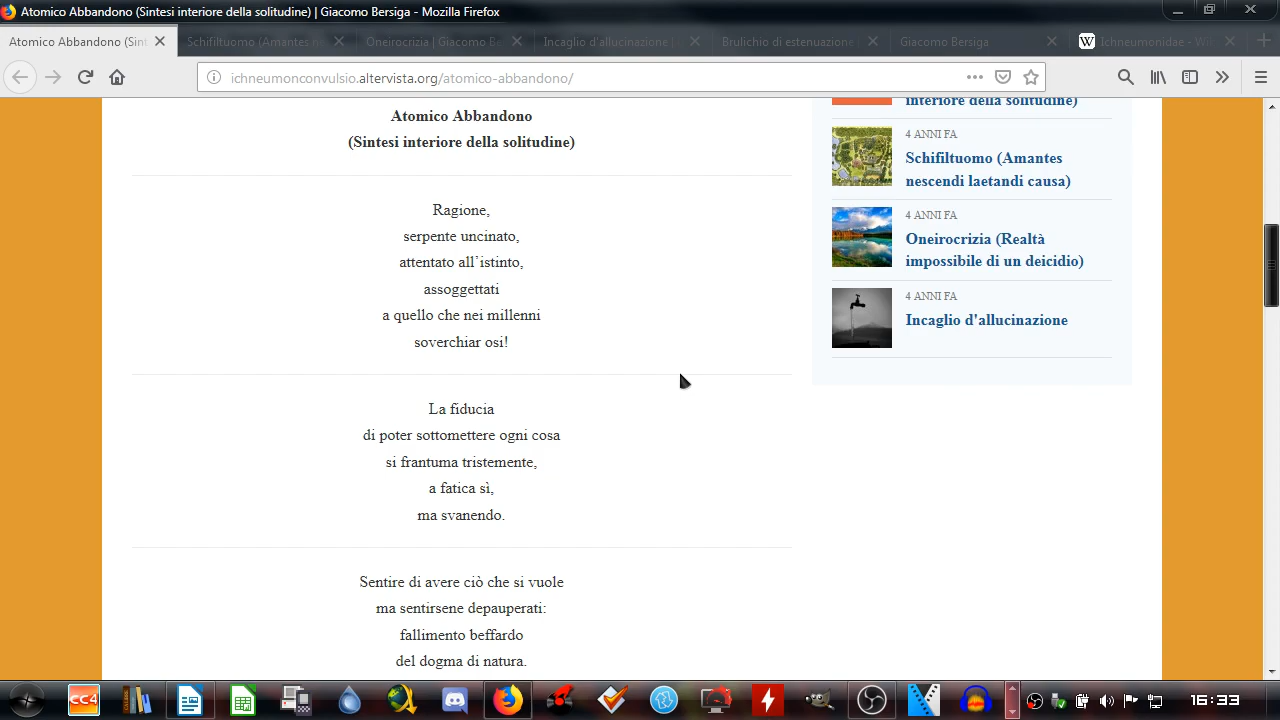 Atomico Abbandono (Sintesi interiore della solitudine) | Giacomo Bersiga - Mozilla Firefox
Atomico Abbandono (Sint
Schifiltuomo (Amantes n
Oneirocrizia | Giacomo Be
Incaglio d'allucinazione |
Brulichio di estenuazione
Giacomo Bersiga
W Ichneumonidae - Wi
ichneumonconvulsio.altervista.org/atomico-abbandono/
Atomico Abbandono
(Sintesi interiore della solitudine)
Ragione,
serpente uncinato,
attentato all'istinto,
assoggettati
a quello che nei millenni
soverchiar osi!
La fiducia
di poter sottomettere ogni cosa
si frantuma tristemente,
a fatica sì,
ma svanendo.
Sentire di avere ciò che si vuole
ma sentirsene depauperati:
fallimento beffardo
del dogma di natura.
interiore della solitudine)
4 ANNI FA
Schifiltuomo (Amantes
nescendi laetandi causa)
4 ANNI FA
Oneirocrizia (Realtà
impossibile di un deicidio)
4 ANNI FA
Incaglio d'allucinazione
CC4
16:33